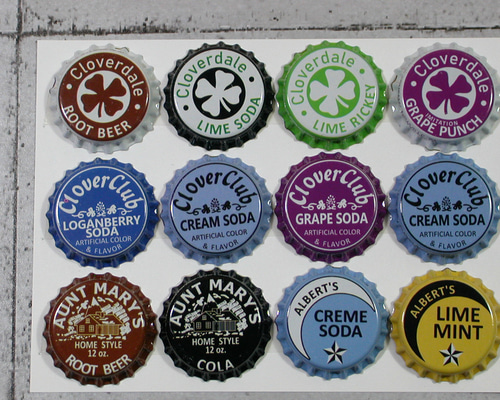 Cloverdale
ROOT BEER
Cloverdale
LIME SODA
Cloverdale
LIME RICKEY
Cloverdale
IMITATION
GRAPE PUNCH
CloverClub
LOGANBERRY
SODA
ARTIFICIAL COLOR
& FLAVOR
CloverClub
CREAM SODA
ARTIFICIAL COLOR
& FLAVOR
CloverClub
GRAPE SODA
ARTIFICIAL COLOR
& FLAVOR
CloverClub
CREAM SODA
ARTIFICIAL COLOR
& FLAVOR
AUNT MARY'S
HOME STYLE
12 oz.
ROOT BEER
AUNT MARY'S
HOME STYLE
12 oz.
COLA
ALBERT'S
CREME
SODA
ALBERT'S
LIME
MINT